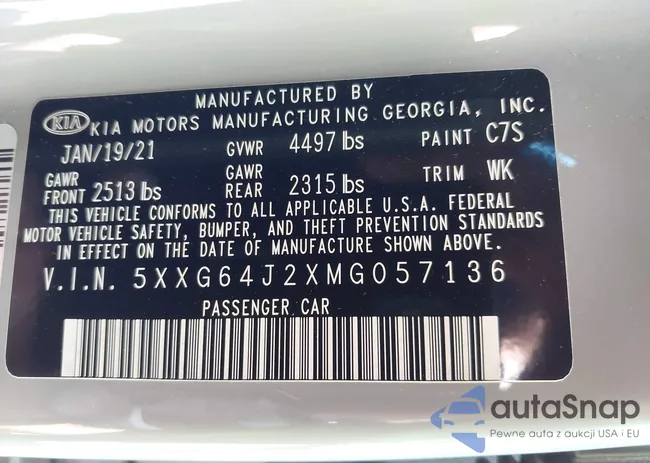 MANUFACTURED BY
KIA KIA MOTORS MANUFACTURING GEORGIA, INC.
JAN/19/21 GVWR 4497 lbs PAINT C7S
GAWR FRONT 2513 lbs GAWR REAR 2315 lbs TRIM WK
THIS VEHICLE CONFORMS TO ALL APPLICABLE U.S.A. FEDERAL
MOTOR VEHICLE SAFETY, BUMPER, AND THEFT PREVENTION STANDARDS
IN EFFECT ON THE DATE OF MANUFACTURE SHOWN ABOVE.
V.I.N. 5XXG64J2XMG057136
PASSENGER CAR
autaSnap
Pewne auta z aukcji USA i EU